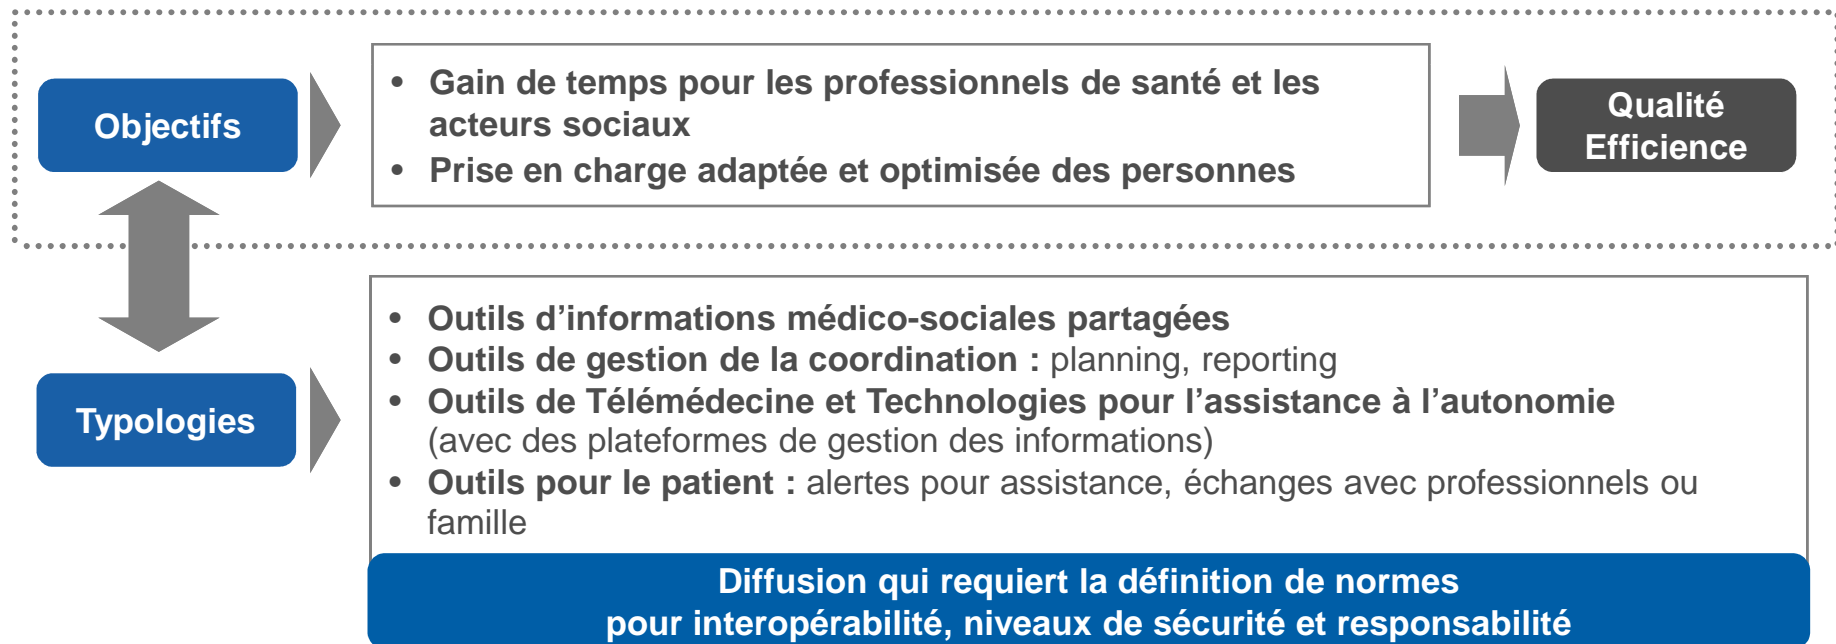 Objectifs
• Gain de temps pour les professionnels de santé et les
acteurs sociaux
• Prise en charge adaptée et optimisée des personnes
Qualité
Efficience
Typologies
• Outils d’informations médico-sociales partagées
• Outils de gestion de la coordination : planning, reporting
• Outils de Télémédecine et Technologies pour l’assistance à l’autonomie
(avec des plateformes de gestion des informations)
• Outils pour le patient : alertes pour assistance, échanges avec professionnels ou
famille
Diffusion qui requiert la définition de normes
pour interopérabilité, niveaux de sécurité et responsabilité